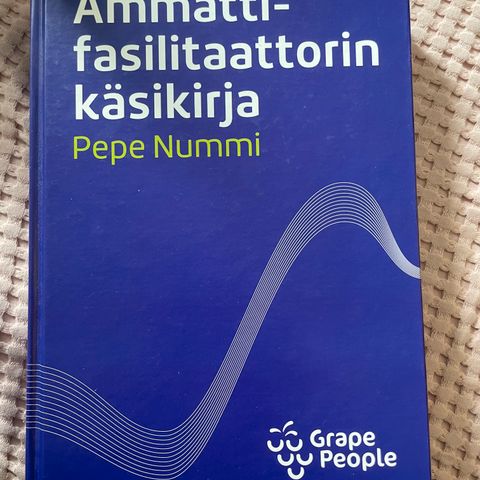 Ammatti-
fasilitaattorin
käsikirja
Pepe Nummi
Grape
People